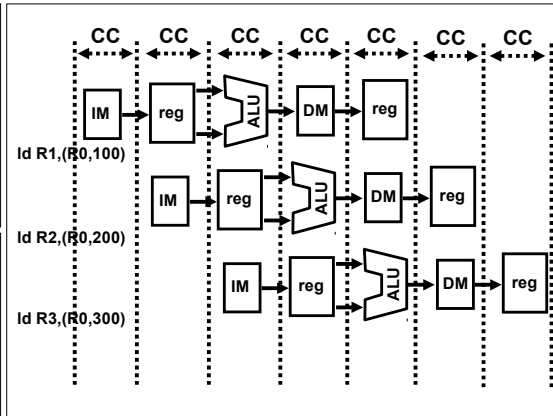 CC CC CC CC CC CC CC
IM reg ALU DM reg
ld R1,(R0,100)
IM reg ALU DM reg
ld R2,(R0,200)
IM reg ALU DM reg
ld R3,(R0,300)